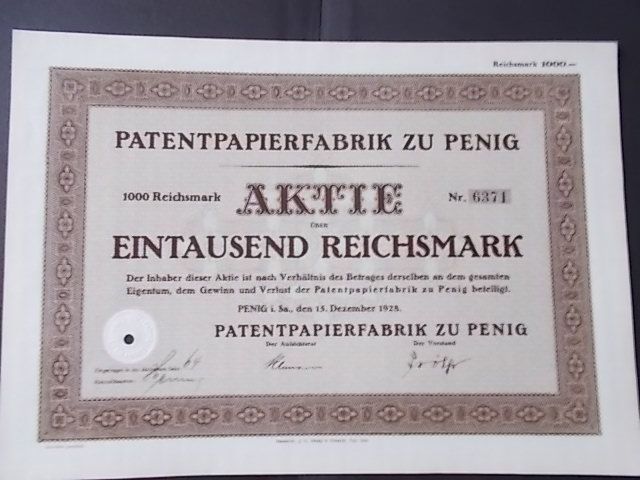 Reichsmark 1000.—
PATENTPAPIERFABRIK ZU PENIG
1000 Reichsmark AKTIE Nr. 6371
ÜBER
EINTAUSEND REICHSMARK
Der Inhaber dieser Aktie ist nach Verhältnis des Betrages derselben an dem gesamten
Eigentum, dem Gewinn und Verlust der Patentpapierfabrik zu Penig beteiligt.
PENIG i. Sa., den 15. Dezember 1928.
PATENTPAPIERFABRIK ZU PENIG
Der Aufsichtsrat Der Vorstand
64